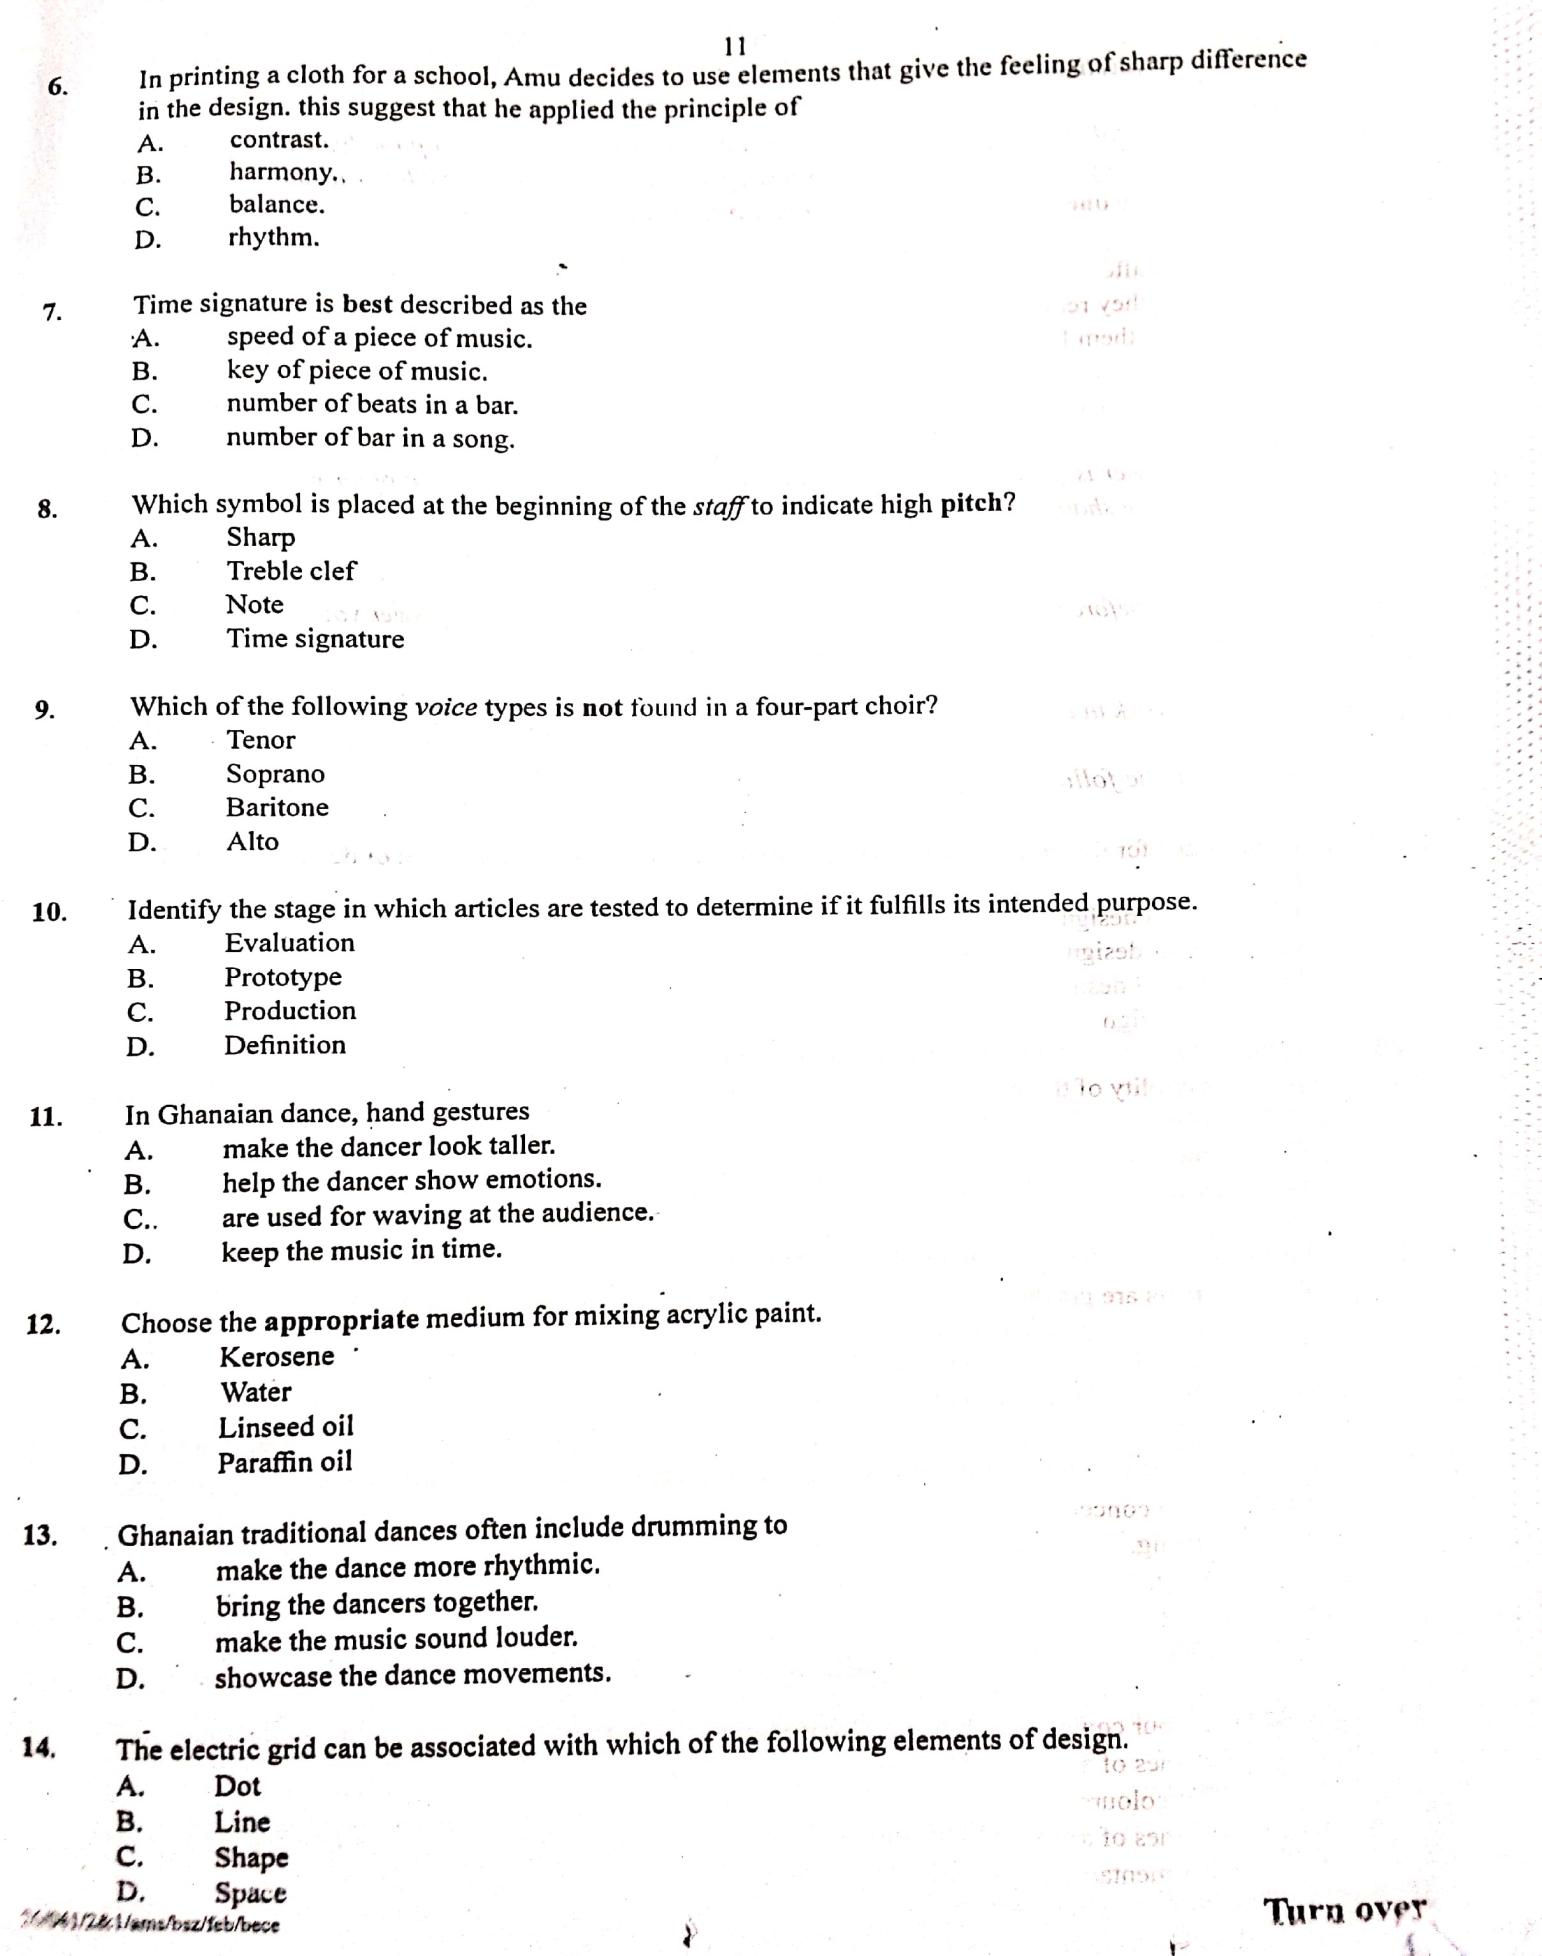 11
6. In printing a cloth for a school, Amu decides to use elements that give the feeling of sharp difference
in the design. this suggest that he applied the principle of
A. contrast.
B. harmony..
C. balance.
D. rhythm.
7. Time signature is best described as the
A. speed of a piece of music.
B. key of piece of music.
C. number of beats in a bar.
D. number of bar in a song.
8. Which symbol is placed at the beginning of the staff to indicate high pitch?
A. Sharp
B. Treble clef
C. Note
D. Time signature
9. Which of the following voice types is not found in a four-part choir?
A. Tenor
B. Soprano
C. Baritone
D. Alto
10. Identify the stage in which articles are tested to determine if it fulfills its intended purpose.
A. Evaluation
B. Prototype
C. Production
D. Definition
11. In Ghanaian dance, hand gestures
A. make the dancer look taller.
B. help the dancer show emotions.
C.. are used for waving at the audience.
D. keep the music in time.
12. Choose the appropriate medium for mixing acrylic paint.
A. Kerosene
B. Water
C. Linseed oil
D. Paraffin oil
13. Ghanaian traditional dances often include drumming to
A. make the dance more rhythmic.
B. bring the dancers together.
C. make the music sound louder.
D. showcase the dance movements.
14. The electric grid can be associated with which of the following elements of design.
A. Dot
B. Line
C. Shape
D. Space
Turn over